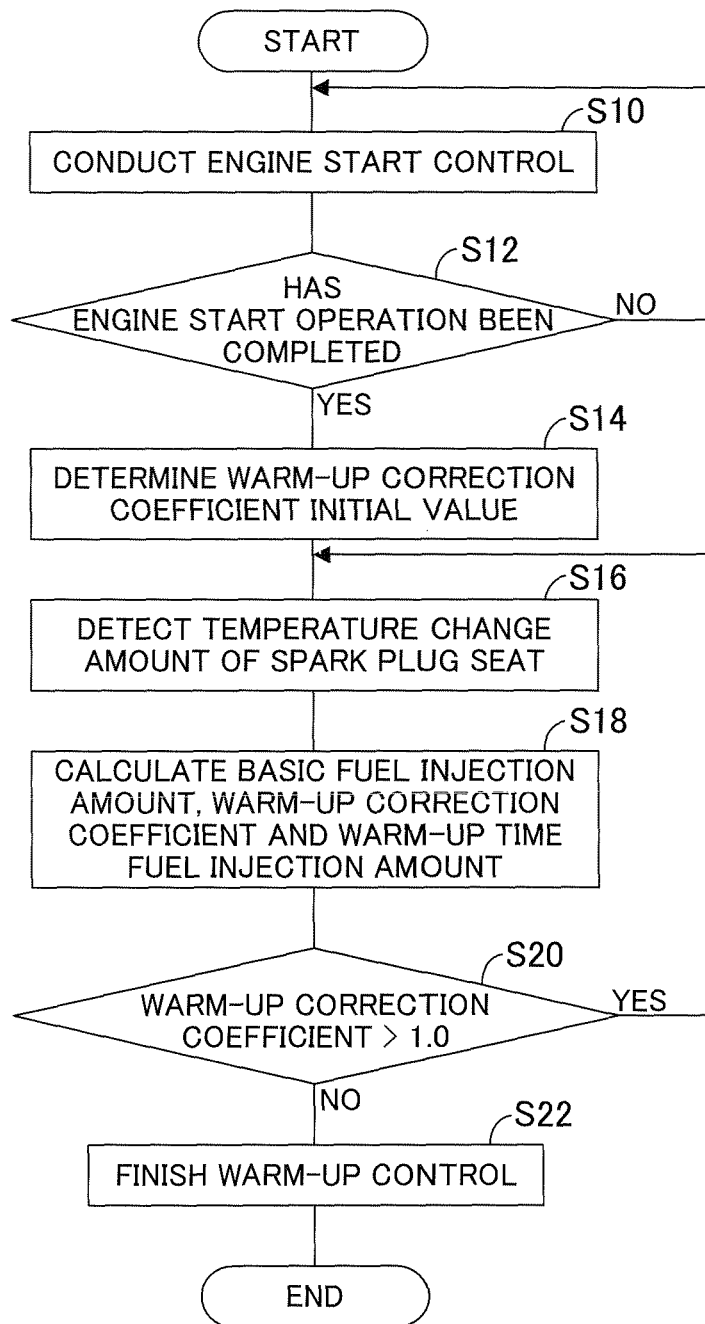 START
S10
CONDUCT ENGINE START CONTROL
S12
HAS
ENGINE START OPERATION BEEN
COMPLETED
NO
YES
S14
DETERMINE WARM-UP CORRECTION
COEFFICIENT INITIAL VALUE
S16
DETECT TEMPERATURE CHANGE
AMOUNT OF SPARK PLUG SEAT
S18
CALCULATE BASIC FUEL INJECTION
AMOUNT, WARM-UP CORRECTION
COEFFICIENT AND WARM-UP TIME
FUEL INJECTION AMOUNT
S20
WARM-UP CORRECTION
COEFFICIENT > 1.0
YES
NO
S22
FINISH WARM-UP CONTROL
END